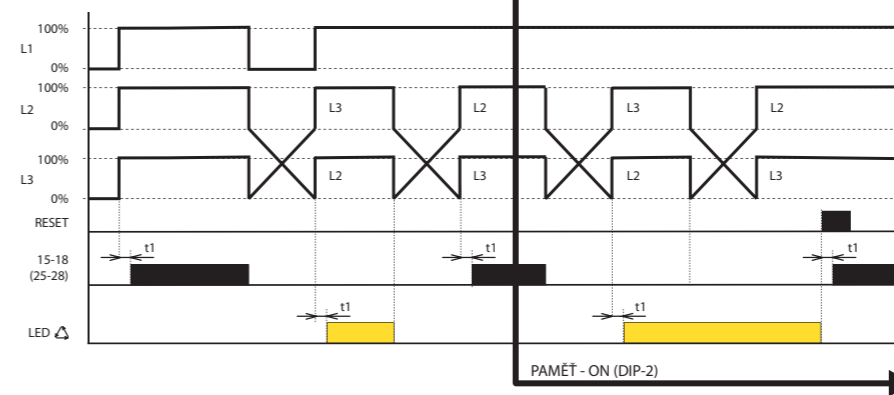 100%
L1
0%
100%
L2
0%
L3
L2
L3
L2
100%
L3
0%
L2
L3
L2
L3
RESET
15-18
(25-28)
t1
t1
t1
LED
t1
t1
PAMĚŤ - ON (DIP-2)